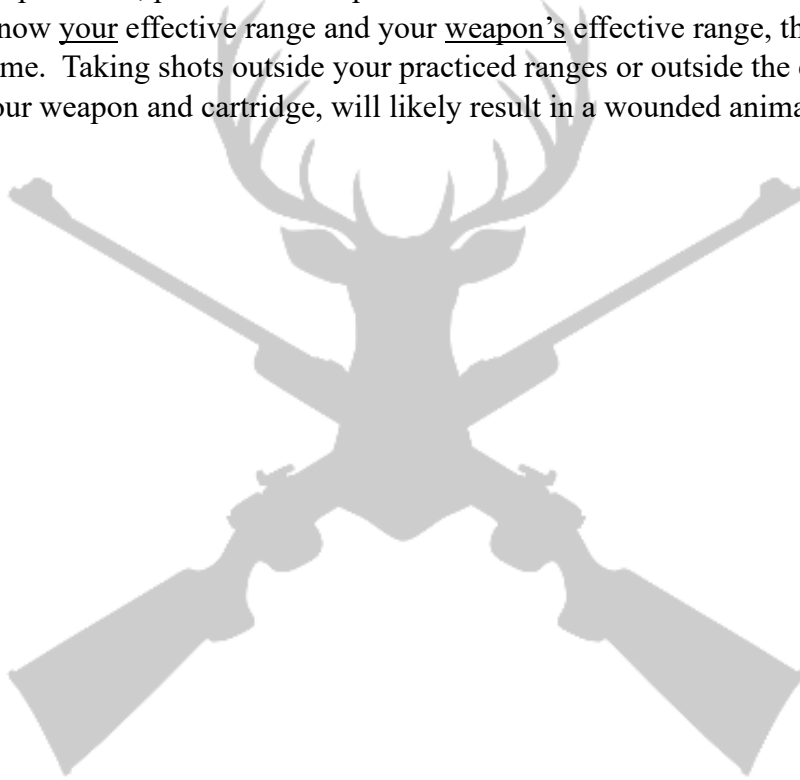 now your effective range and your weapon’s effective range, th
me.  Taking shots outside your practiced ranges or outside the
our weapon and cartridge, will likely result in a wounded anima